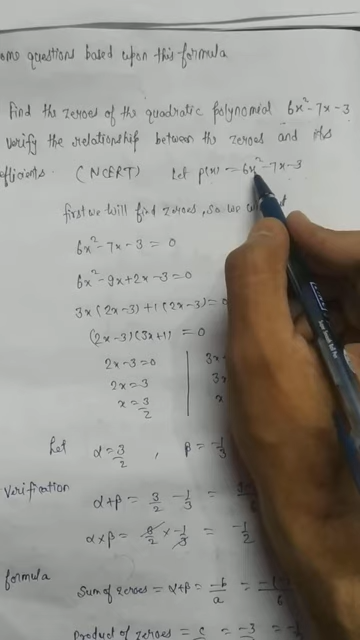 ome questions based upon this formula
Find the zeroes of the quadratic polynomial 6x²-7x-3
verify the relationship between the zeroes and its
efficients. (NCERT) Let p(x) = 6x²-7x-3
first we will find zeroes, so we
6x²-7x-3 = 0
6x²-9x+2x-3=0
3x(2x-3)+1(2x-3)=0
(2x-3)(3x+1) = 0
2x-3=0 | 3x
2x=3 | 3x
x=3/2 | x
Let α=3/2 , β=-1/3
Verification α+β = 3/2 - 1/3 =
α×β = 3/2 × -1/3 = -1/2
formula Sum of zeroes = α+β = -b/a =
Product of zeroes = c = -3 =